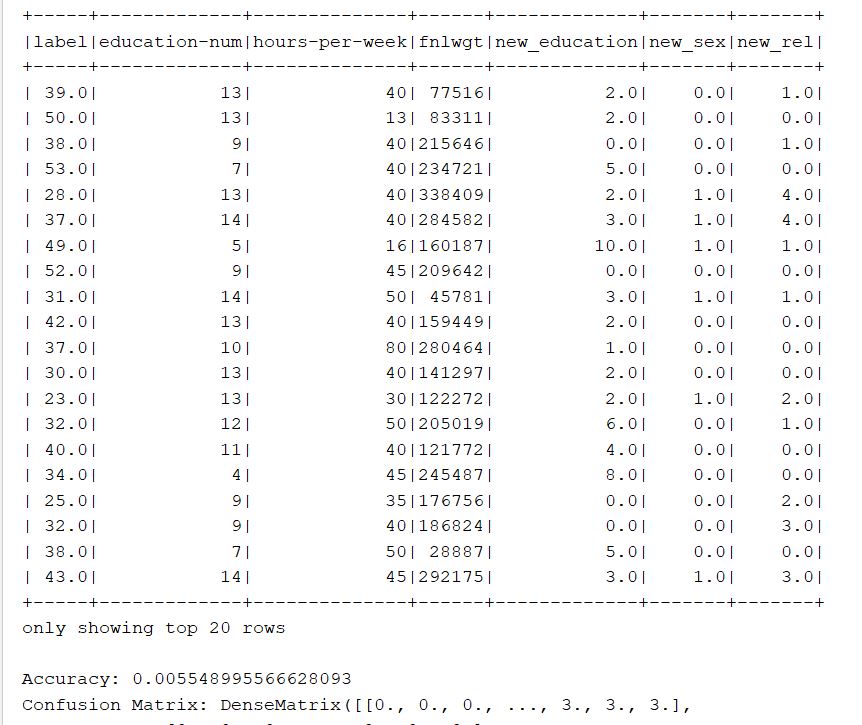 +-----+-------------+--------------+------+-------------+-------+-------+
|label|education-num|hours-per-week|fnlwgt|new_education|new_sex|new_rel|
+-----+-------------+--------------+------+-------------+-------+-------+
| 39.0|           13|            40| 77516|          2.0|    0.0|    1.0|
| 50.0|           13|            13| 83311|          2.0|    0.0|    0.0|
| 38.0|            9|            40|215646|          0.0|    0.0|    1.0|
| 53.0|            7|            40|234721|          5.0|    0.0|    0.0|
| 28.0|           13|            40|338409|          2.0|    1.0|    4.0|
| 37.0|           14|            40|284582|          3.0|    1.0|    4.0|
| 49.0|            5|            16|160187|         10.0|    1.0|    1.0|
| 52.0|            9|            45|209642|          0.0|    0.0|    0.0|
| 31.0|           14|            50| 45781|          3.0|    1.0|    1.0|
| 42.0|           13|            40|159449|          2.0|    0.0|    0.0|
| 37.0|           10|            80|280464|          1.0|    0.0|    0.0|
| 30.0|           13|            40|141297|          2.0|    0.0|    0.0|
| 23.0|           13|            30|122272|          2.0|    1.0|    2.0|
| 32.0|           12|            50|205019|          6.0|    0.0|    1.0|
| 40.0|           11|            40|121772|          4.0|    0.0|    0.0|
| 34.0|            4|            45|245487|          8.0|    0.0|    0.0|
| 25.0|            9|            35|176756|          0.0|    0.0|    2.0|
| 32.0|            9|            40|186824|          0.0|    0.0|    3.0|
| 38.0|            7|            50| 28887|          5.0|    0.0|    0.0|
| 43.0|           14|            45|292175|          3.0|    1.0|    3.0|
+-----+-------------+--------------+------+-------------+-------+-------+
only showing top 20 rows
Accuracy: 0.005548995566628093
Confusion Matrix: DenseMatrix([[0., 0., 0., ..., 3., 3., 3.],